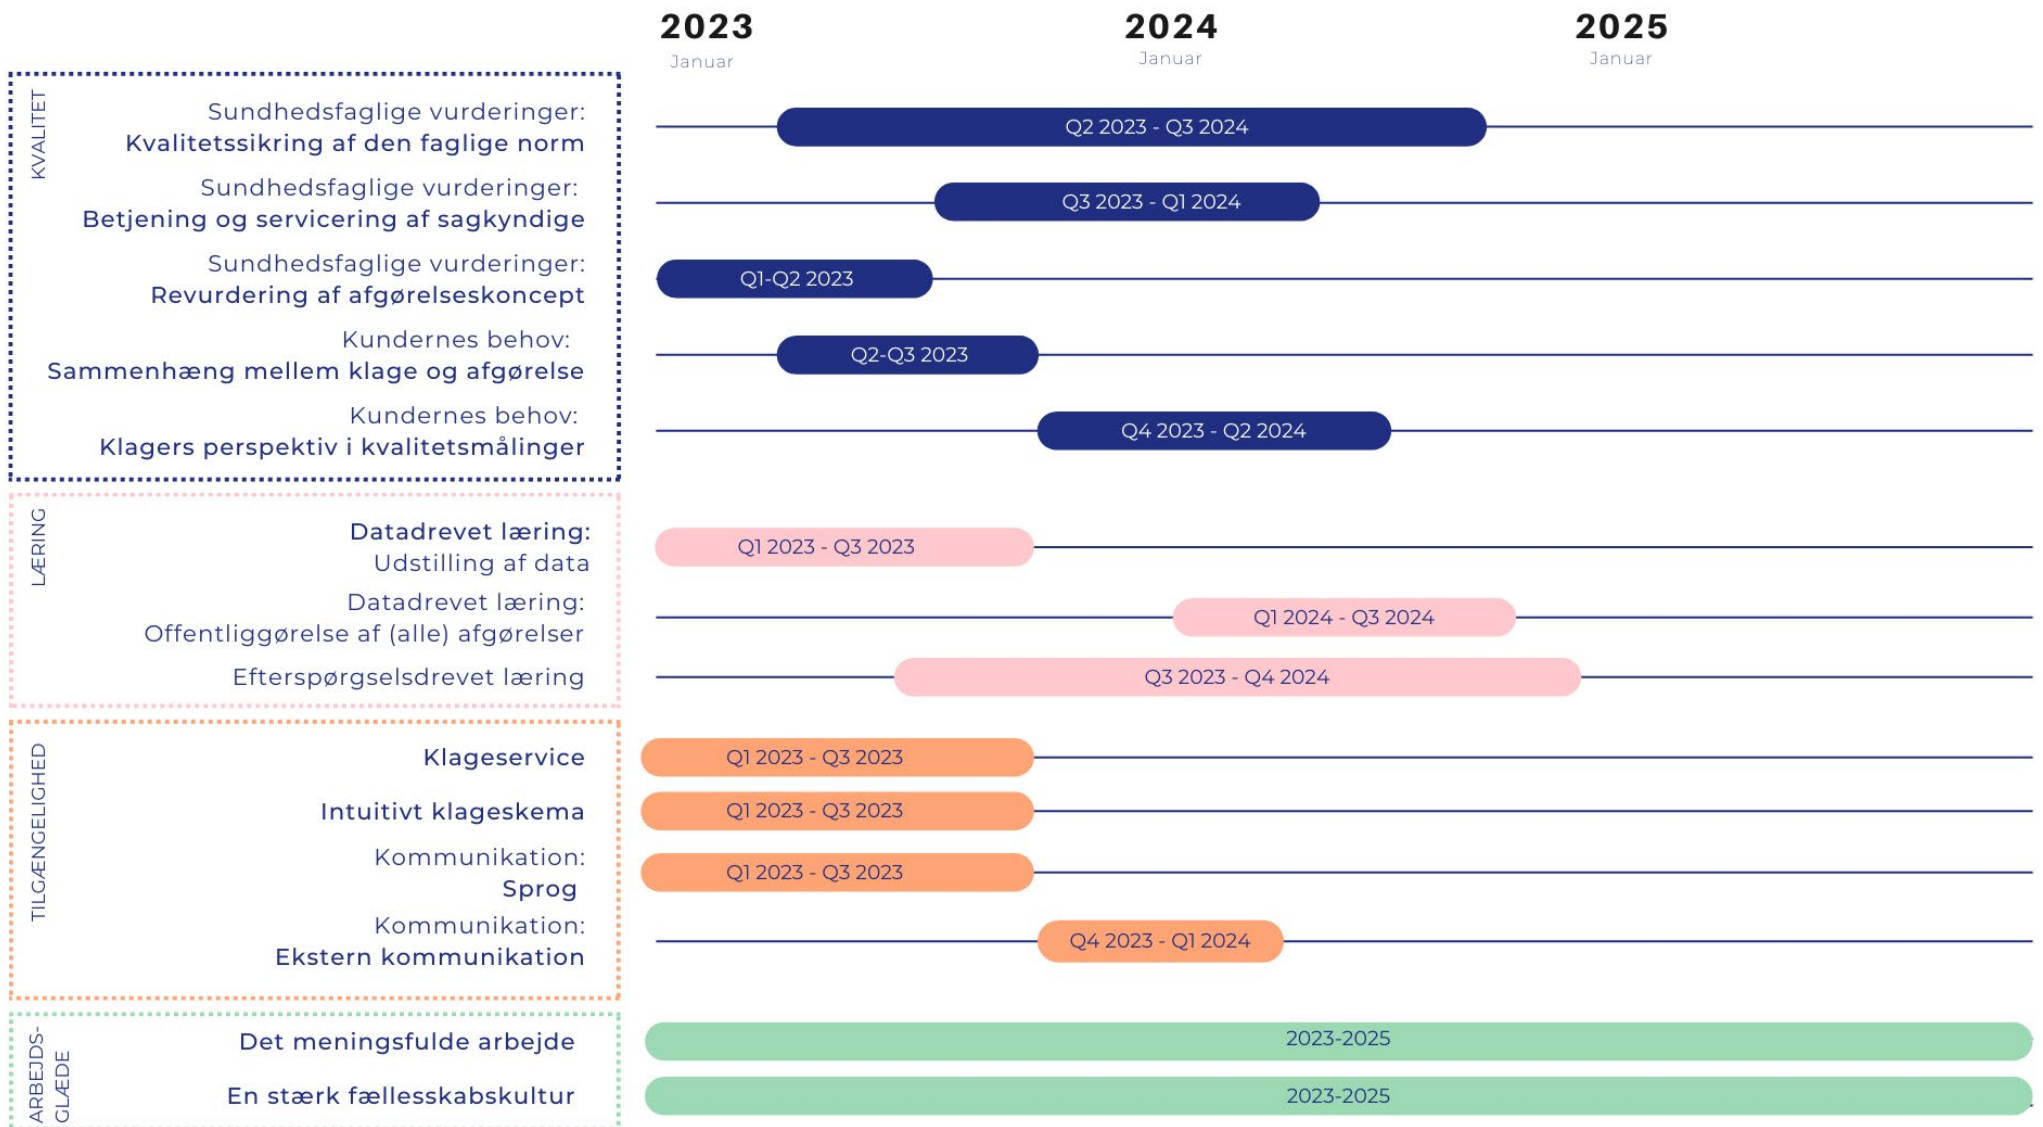 2023
2024
2025
Januar
Januar
Januar
KVALITET
Sundhedsfaglige vurderinger:
Kvalitetssikring af den faglige norm
Q2 2023 - Q3 2024
Sundhedsfaglige vurderinger:
Betjening og servicering af sagkyndige
Q3 2023 - Q1 2024
Sundhedsfaglige vurderinger:
Revurdering af afgørelseskoncept
Q1-Q2 2023
Kundernes behov:
Sammenhæng mellem klage og afgørelse
Q2-Q3 2023
Kundernes behov:
Klagers perspektiv i kvalitetsmålinger
Q4 2023 - Q2 2024
LÆRING
Datadrevet læring:
Udstilling af data
Q1 2023 - Q3 2023
Datadrevet læring:
Offentliggørelse af (alle) afgørelser
Q1 2024 - Q3 2024
Efterspørgselsdrevet læring
Q3 2023 - Q4 2024
TILGÆNGELIGHED
Klageservice
Q1 2023 - Q3 2023
Intuitivt klageskema
Q1 2023 - Q3 2023
Kommunikation:
Sprog
Q1 2023 - Q3 2023
Kommunikation:
Ekstern kommunikation
Q4 2023 - Q1 2024
ARBEJDS-
GLÆDE
Det meningsfulde arbejde
2023-2025
En stærk fællesskabskultur
2023-2025